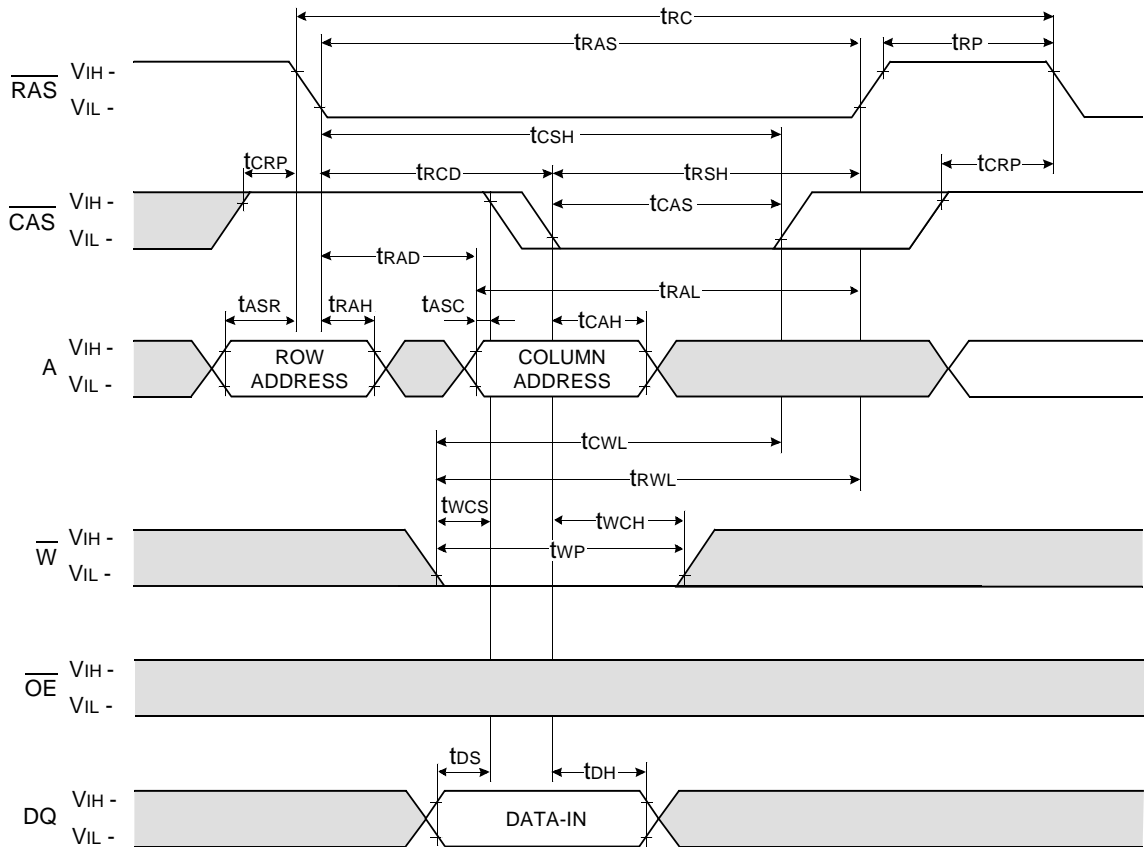 tRC
tRAS
tRP
RAS
VIH -
VIL -
tCSH
tCRP
tRCD
tRSH
tCRP
CAS
VIH -
VIL -
tCAS
tRAD
tRAL
tASR
tRAH
tASC
tCAH
A
VIH -
VIL -
ROW
ADDRESS
COLUMN
ADDRESS
tCWL
tRWL
tWCS
tWCH
W
VIH -
VIL -
tWP
OE
VIH -
VIL -
tDS
tDH
DQ
VIH -
VIL -
DATA-IN